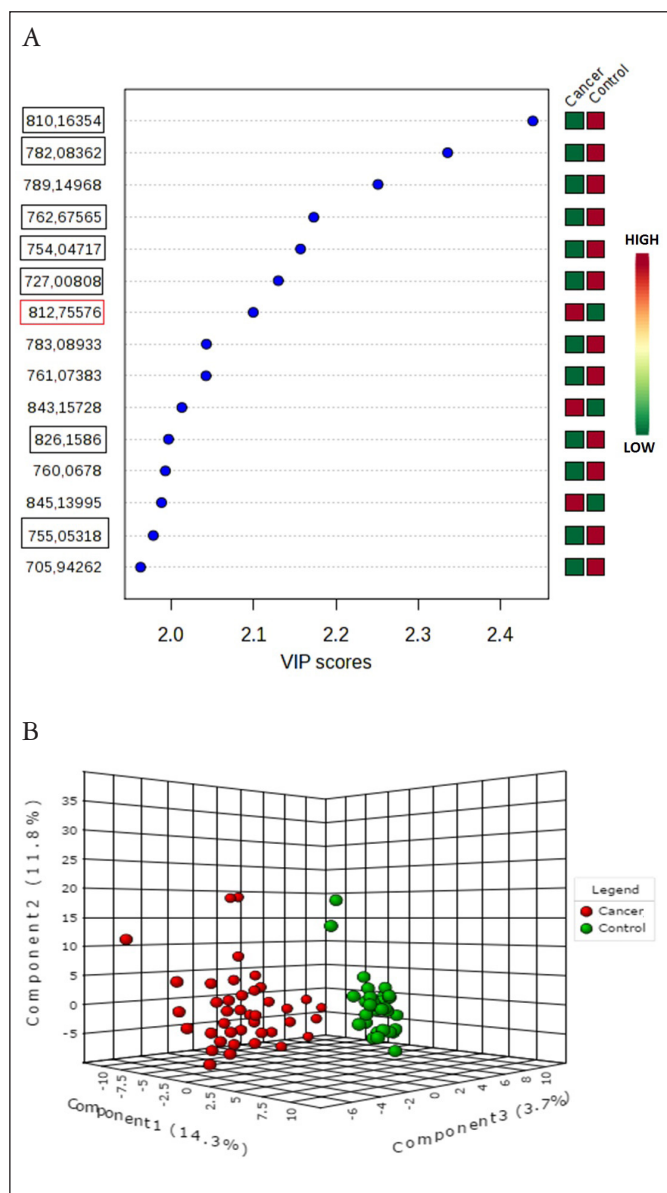 A
Cancer
Control
810,16354
782,08362
789,14968
762,67565
754,04717
727,00808
812,75576
783,08933
761,07383
843,15728
826,1586
760,0678
845,13995
755,05318
705,94262
HIGH
LOW
2.0 2.1 2.2 2.3 2.4
VIP scores
B
Component2 (11.8%)
35
30
25
20
15
10
5
0
-5
Legend
Cancer
Control
-10 -7.5 -5 -2.5 0 2.5 5 7.5 10
Component1 (14.3%)
-6 -4 -2 0 2 4 6 8 10
Component3 (3.7%)